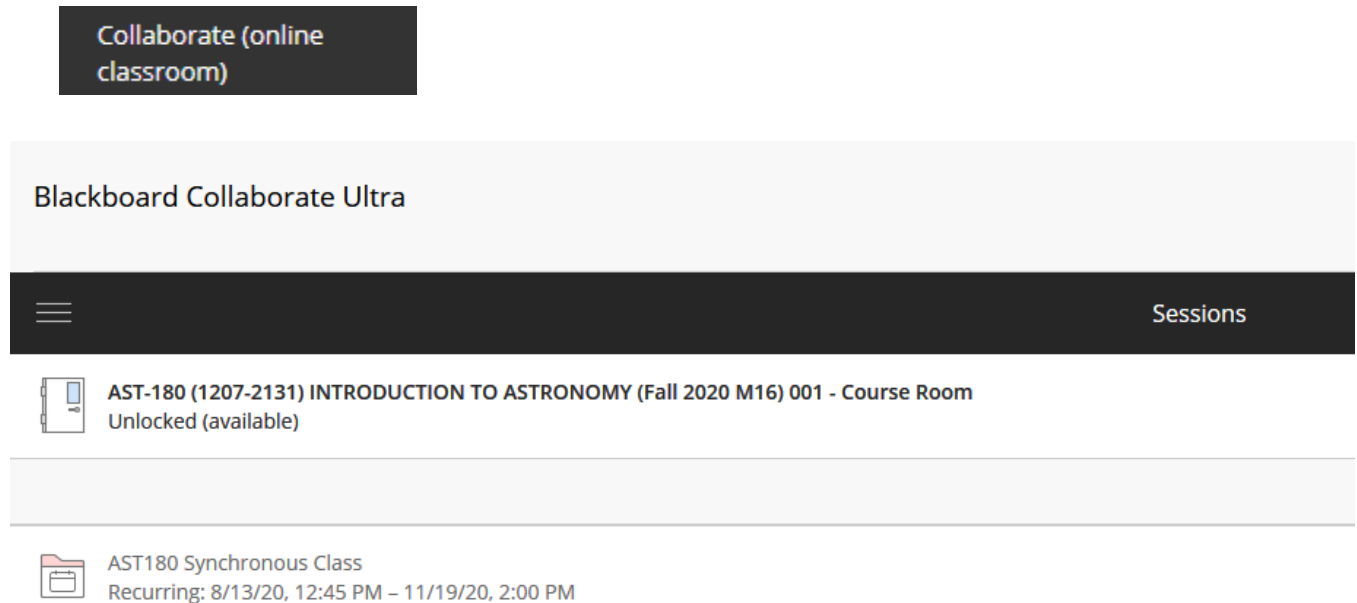 Collaborate (online
classroom)
Blackboard Collaborate Ultra
Sessions
AST-180 (1207-2131) INTRODUCTION TO ASTRONOMY (Fall 2020 M16) 001 - Course Room
Unlocked (available)
AST180 Synchronous Class
Recurring: 8/13/20, 12:45 PM – 11/19/20, 2:00 PM